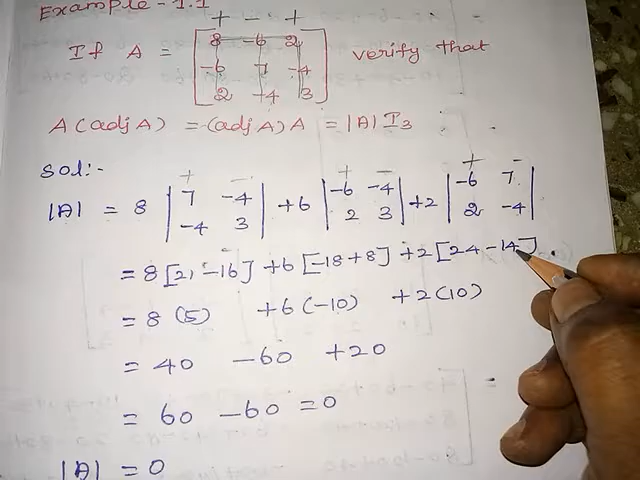 Example - 1.1
+ - +
8 -6 2
If A = -6 7 -4 verify that
2 -4 3
A(adj A) = (adj A)A = |A| I₃
Sol:-
+ - + - + -
7 -4 -6 -4 -6 7
|A| = 8 +6 +2
-4 3 2 3 2 -4
= 8 [21 -16] +6 [-18+8] +2 [24 -14]
= 8 (5) +6 (-10) +2 (10)
= 40 -60 +20
= 60 -60 = 0
|A| = 0